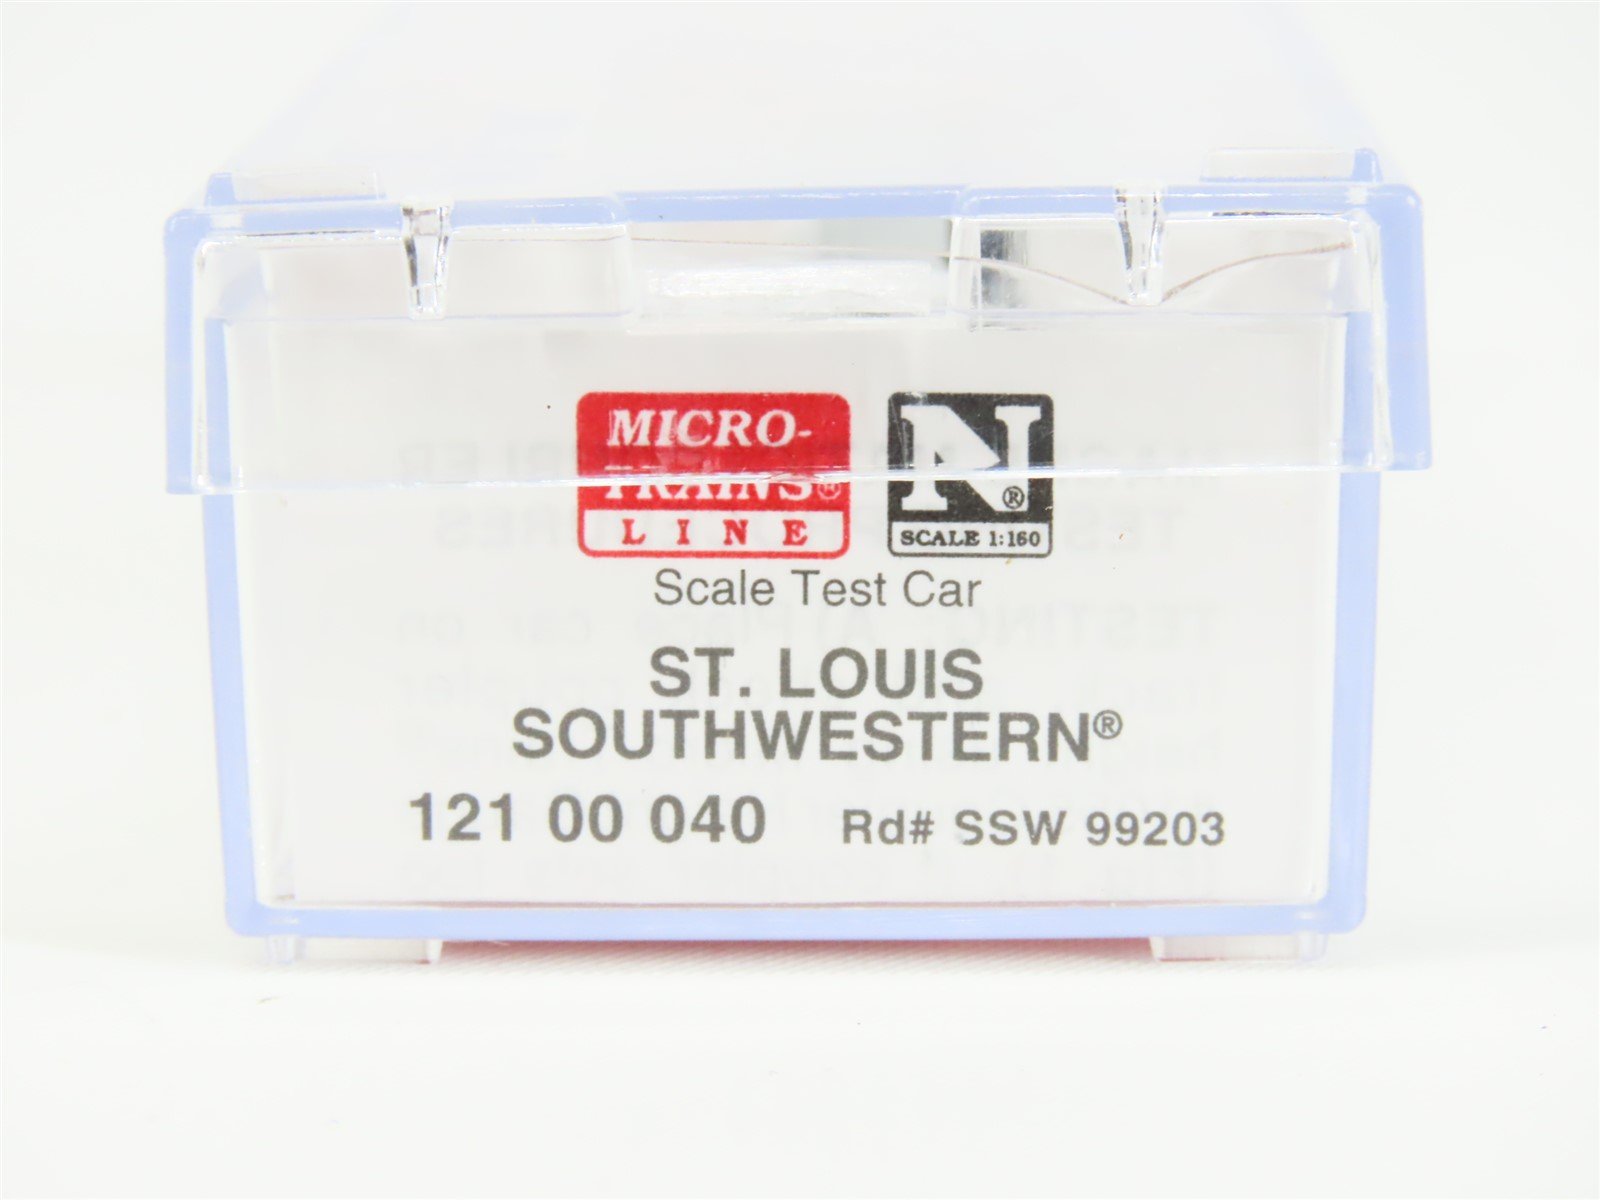 MICRO-
TRAINS®
LINE
N®
SCALE 1:160
Scale Test Car
ST. LOUIS
SOUTHWESTERN®
121 00 040 Rd# SSW 99203